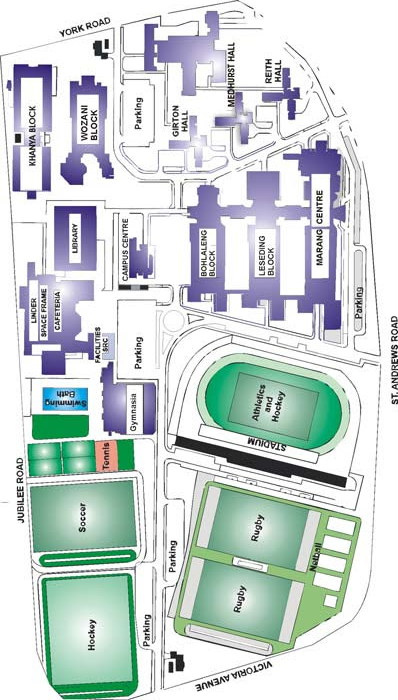 YORK ROAD
KHANYA BLOCK
WOZANI
BLOCK
Parking
GIRTON
HALL
MEDHURST HALL
REITH
HALL
LIBRARY
CAMPUS CENTRE
BOHLALENG
BLOCK
LESEDING
BLOCK
MARANG CENTRE
LINDER
SPACE FRAME
CAFETERIA
FACILITIES
SRC
Parking
Parking
ST. ANDREWS ROAD
Swimming
Bath
Gymnasia
Athletics
and
Hockey
STADIUM
Tennis
JUBILEE ROAD
Soccer
Parking
Rugby
Netball
Rugby
Hockey
Parking
VICTORIA AVENUE